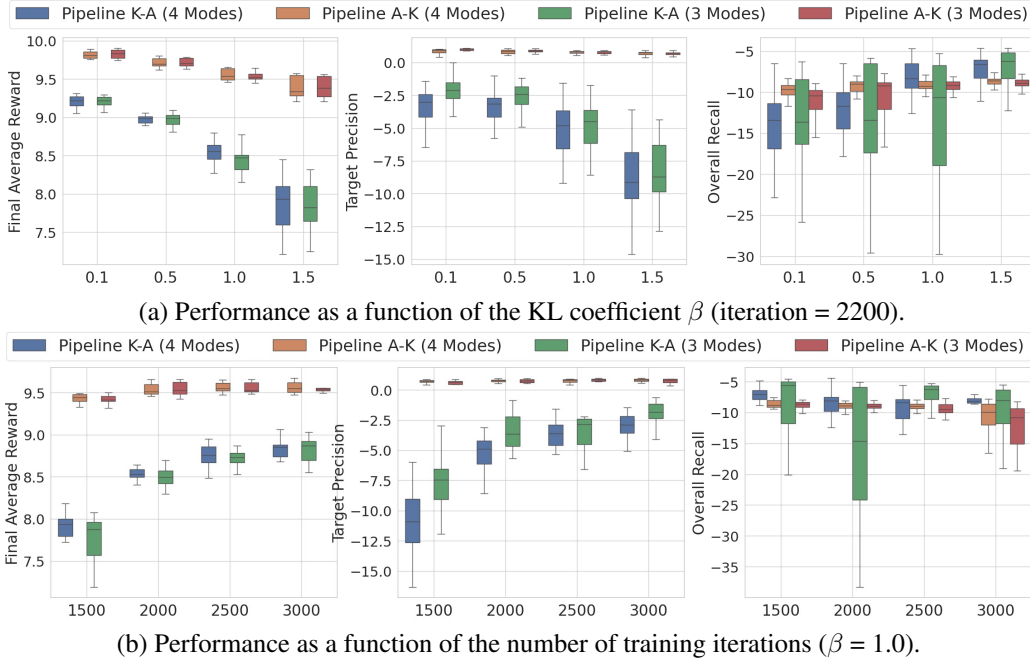 Pipeline K-A (4 Modes) Pipeline A-K (4 Modes) Pipeline K-A (3 Modes) Pipeline A-K (3 Modes)
Final Average Reward
10.0
9.5
9.0
8.5
8.0
7.5
0.1 0.5 1.0 1.5
Target Precision
0.0
−2.5
−5.0
−7.5
−10.0
−12.5
−15.0
0.1 0.5 1.0 1.5
Overall Recall
−5
−10
−15
−20
−25
−30
0.1 0.5 1.0 1.5
(a) Performance as a function of the KL coefficient β (iteration = 2200).
Pipeline K-A (4 Modes) Pipeline A-K (4 Modes) Pipeline K-A (3 Modes) Pipeline A-K (3 Modes)
Final Average Reward
9.5
9.0
8.5
8.0
7.5
1500 2000 2500 3000
Target Precision
0.0
−2.5
−5.0
−7.5
−10.0
−12.5
−15.0
1500 2000 2500 3000
Overall Recall
−5
−10
−15
−20
−25
−30
−35
1500 2000 2500 3000
(b) Performance as a function of the number of training iterations (β = 1.0).